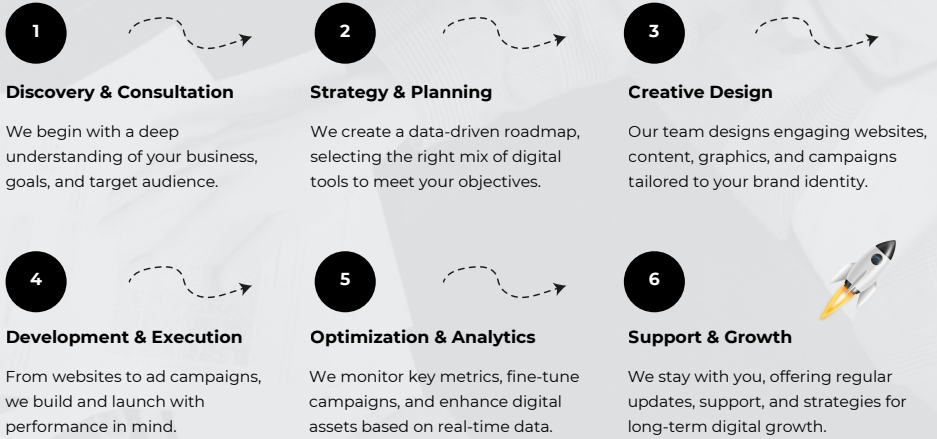 1
Discovery & Consultation
We begin with a deep
understanding of your business,
goals, and target audience.
2
Strategy & Planning
We create a data-driven roadmap,
selecting the right mix of digital
tools to meet your objectives.
3
Creative Design
Our team designs engaging websites,
content, graphics, and campaigns
tailored to your brand identity.
4
Development & Execution
From websites to ad campaigns,
we build and launch with
performance in mind.
5
Optimization & Analytics
We monitor key metrics, fine-tune
campaigns, and enhance digital
assets based on real-time data.
6
Support & Growth
We stay with you, offering regular
updates, support, and strategies for
long-term digital growth.